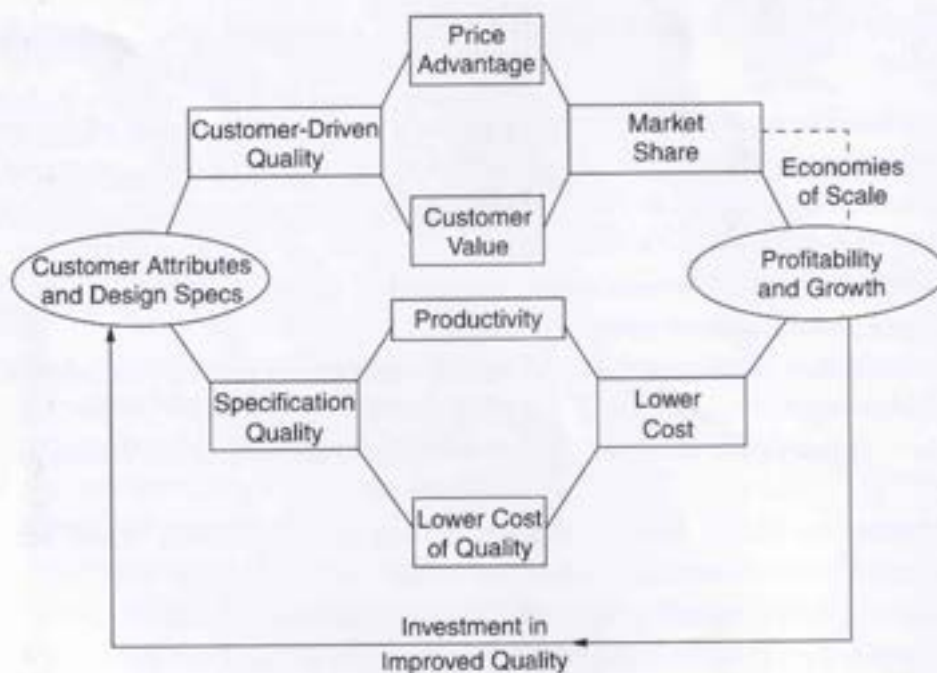 Price
Advantage
Customer-Driven
Quality
Market
Share
Economies
of Scale
Customer
Value
Customer Attributes
and Design Specs
Profitability
and Growth
Productivity
Specification
Quality
Lower
Cost
Lower Cost
of Quality
Investment in
Improved Quality